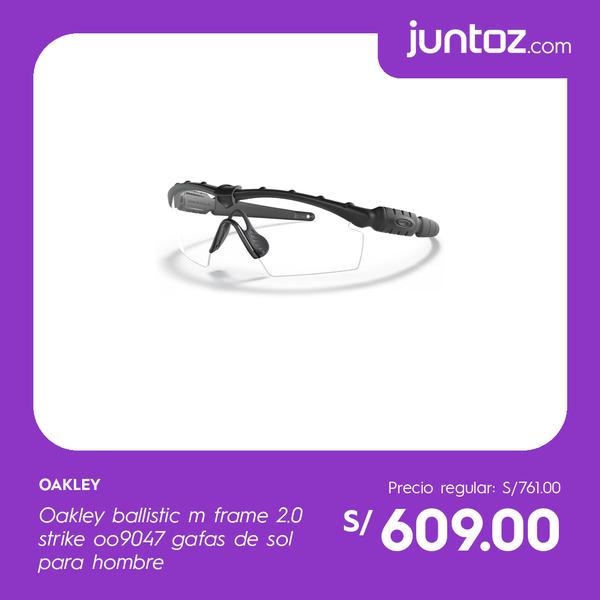 juntoz.com
OAKLEY
Oakley ballistic m frame 2.0
strike oo9047 gafas de sol
para hombre
Precio regular: S/761.00
S/609.00